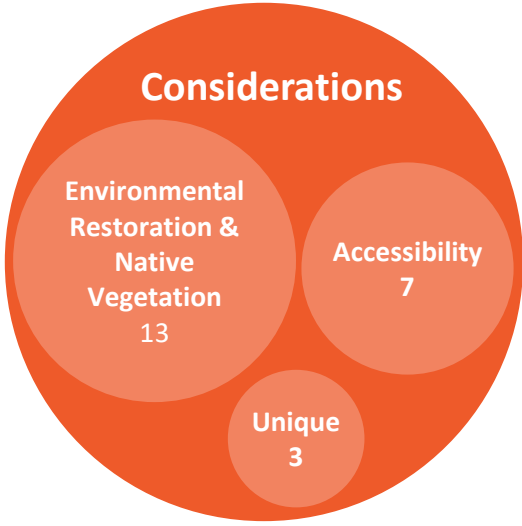 Considerations
Environmental
Restoration &
Native
Vegetation
13
Accessibility
7
Unique
3